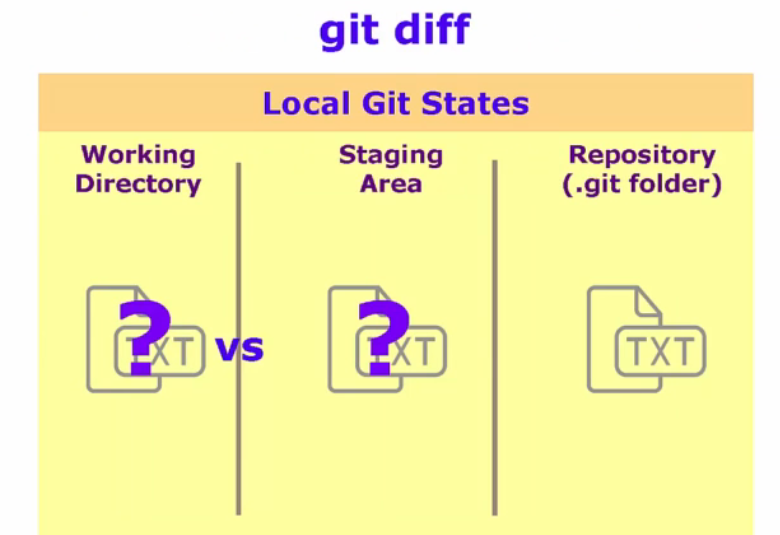 git diff
Local Git States
Working
Directory
Staging
Area
Repository
(.git folder)
? TXT vs ? TXT TXT